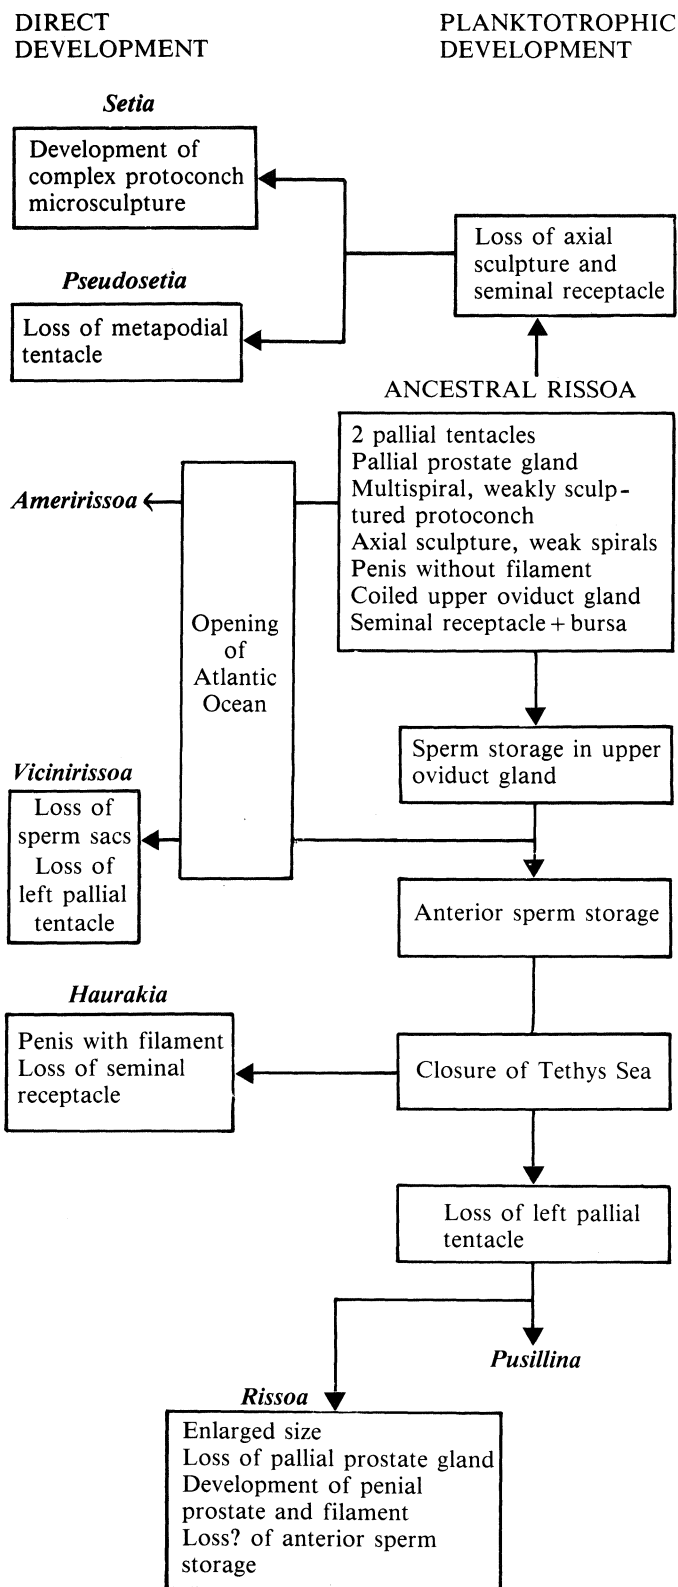 DIRECT
DEVELOPMENT
PLANKTOTROPHIC
DEVELOPMENT
Setia
Development of
complex protoconch
microsculpture
Loss of axial
sculpture and
seminal receptacle
Pseudosetia
Loss of metapodial
tentacle
ANCESTRAL RISSOA
2 pallial tentacles
Pallial prostate gland
Multispiral, weakly sculp-
tured protoconch
Axial sculpture, weak spirals
Penis without filament
Coiled upper oviduct gland
Seminal receptacle + bursa
Ameririssoa
Opening
of
Atlantic
Ocean
Sperm storage in upper
oviduct gland
Vicinirissoa
Loss of
sperm sacs
Loss of
left pallial
tentacle
Anterior sperm storage
Haurakia
Penis with filament
Loss of seminal
receptacle
Closure of Tethys Sea
Loss of left pallial
tentacle
Pusillina
Rissoa
Enlarged size
Loss of pallial prostate gland
Development of penial
prostate and filament
Loss? of anterior sperm
storage